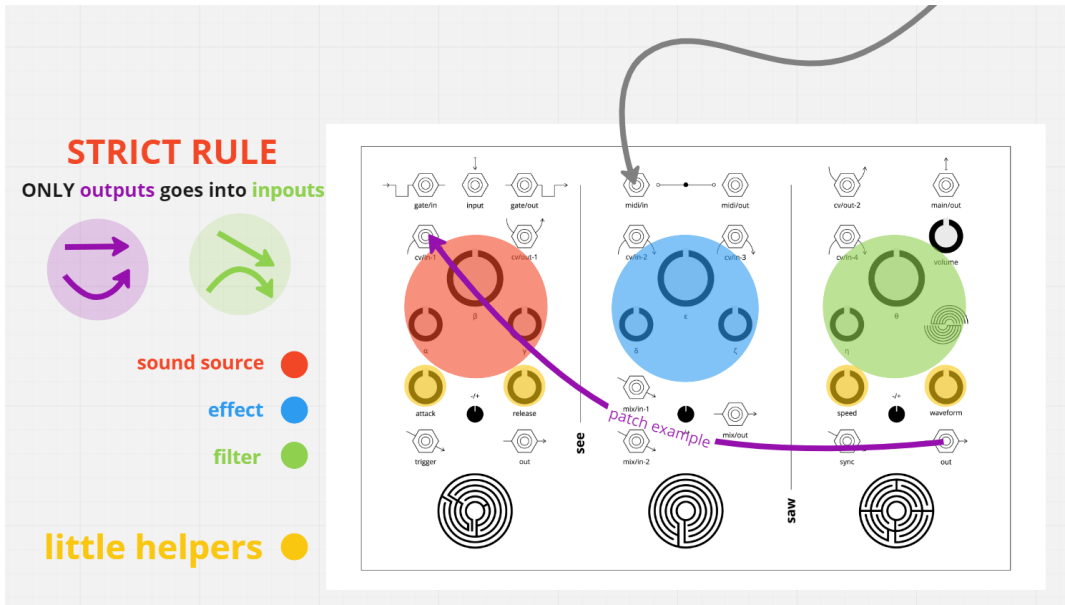 STRICT RULE
ONLY outputs goes into inpouts
sound source
effect
filter
little helpers
gate/in
input
gate/out
midi/in
midi/out
cv/out-2
main/out
cv/in-1
cv/out-1
cv/in-2
cv/in-3
cv/in-4
volume
β
ε
θ
α
γ
δ
ζ
η
attack
-/+
release
mix/in-1
speed
-/+
waveform
patch example
mix/out
trigger
out
mix/in-2
sync
out
see
saw